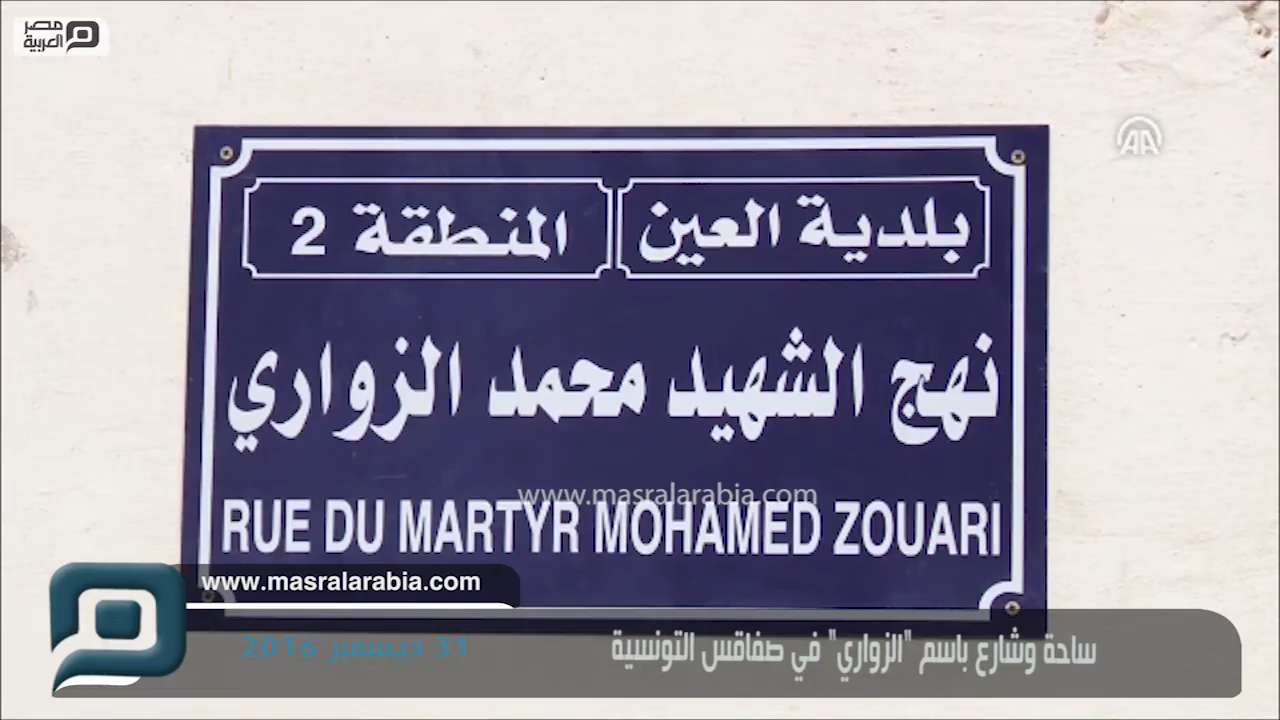 مصر
العربية
AA
بلدية العين
المنطقة 2
نهج الشهيد محمد الزواري
www.masralarabia.com
RUE DU MARTYR MOHAMED ZOUARI
www.masralarabia.com
ساحة وشارع باسم "الزواري" في صفاقس التونسية
31 ديسمبر 2016